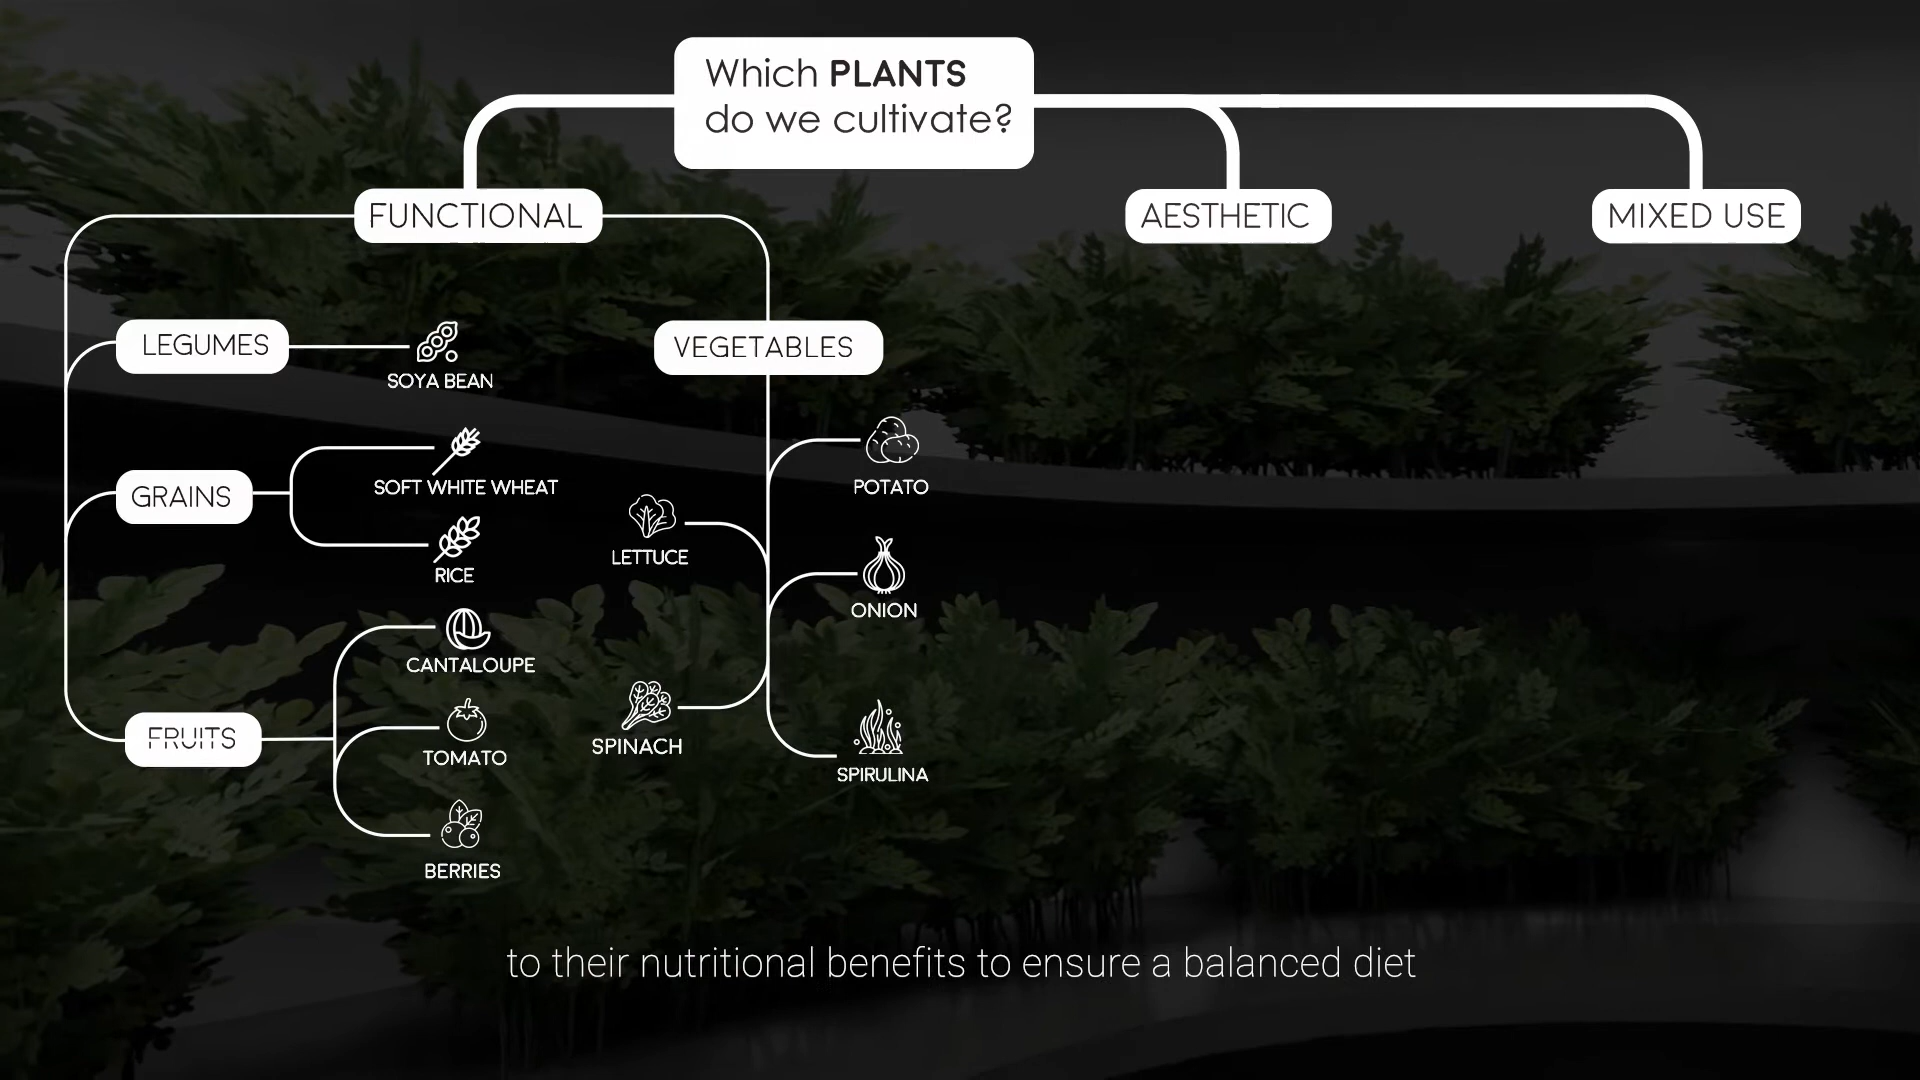 Which PLANTS
do we cultivate?
FUNCTIONAL
AESTHETIC
MIXED USE
LEGUMES
SOYA BEAN
GRAINS
SOFT WHITE WHEAT
RICE
FRUITS
CANTALOUPE
TOMATO
BERRIES
VEGETABLES
POTATO
LETTUCE
ONION
SPINACH
SPIRULINA
to their nutritional benefits to ensure a balanced diet